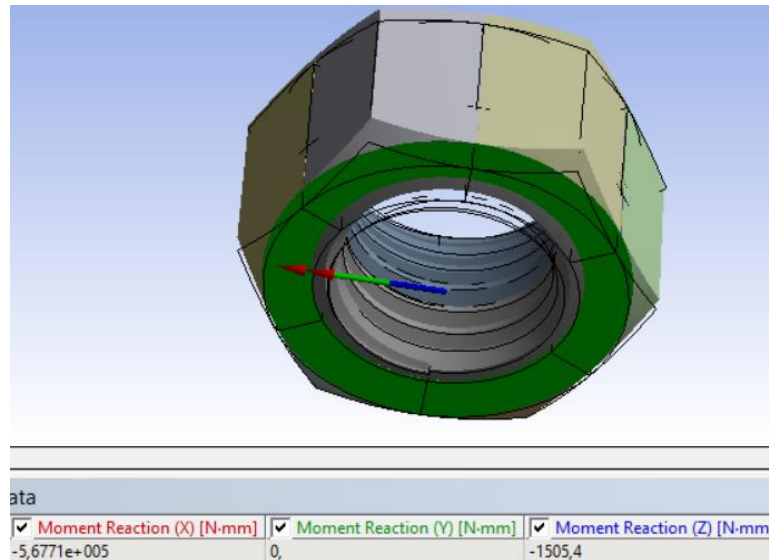 ata
Moment Reaction (X) [N·mm] Moment Reaction (Y) [N·mm] Moment Reaction (Z) [N·mm]
-5,6771e+005 0, -1505,4